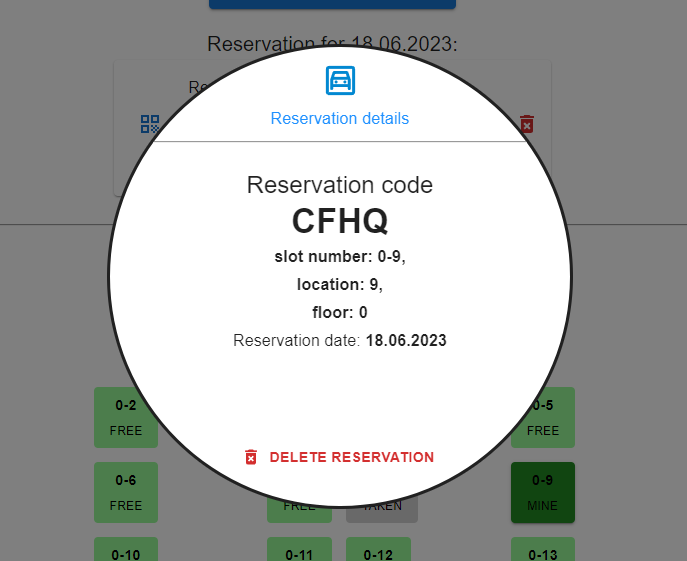 Reservation for 18.06.2023:
Reservation details
Reservation code
CFHQ
slot number: 0-9,
location: 9,
floor: 0
Reservation date: 18.06.2023
DELETE RESERVATION
0-2
FREE
0-5
FREE
0-6
FREE
FREE
TAKEN
0-9
MINE
0-10
0-11
0-12
0-13